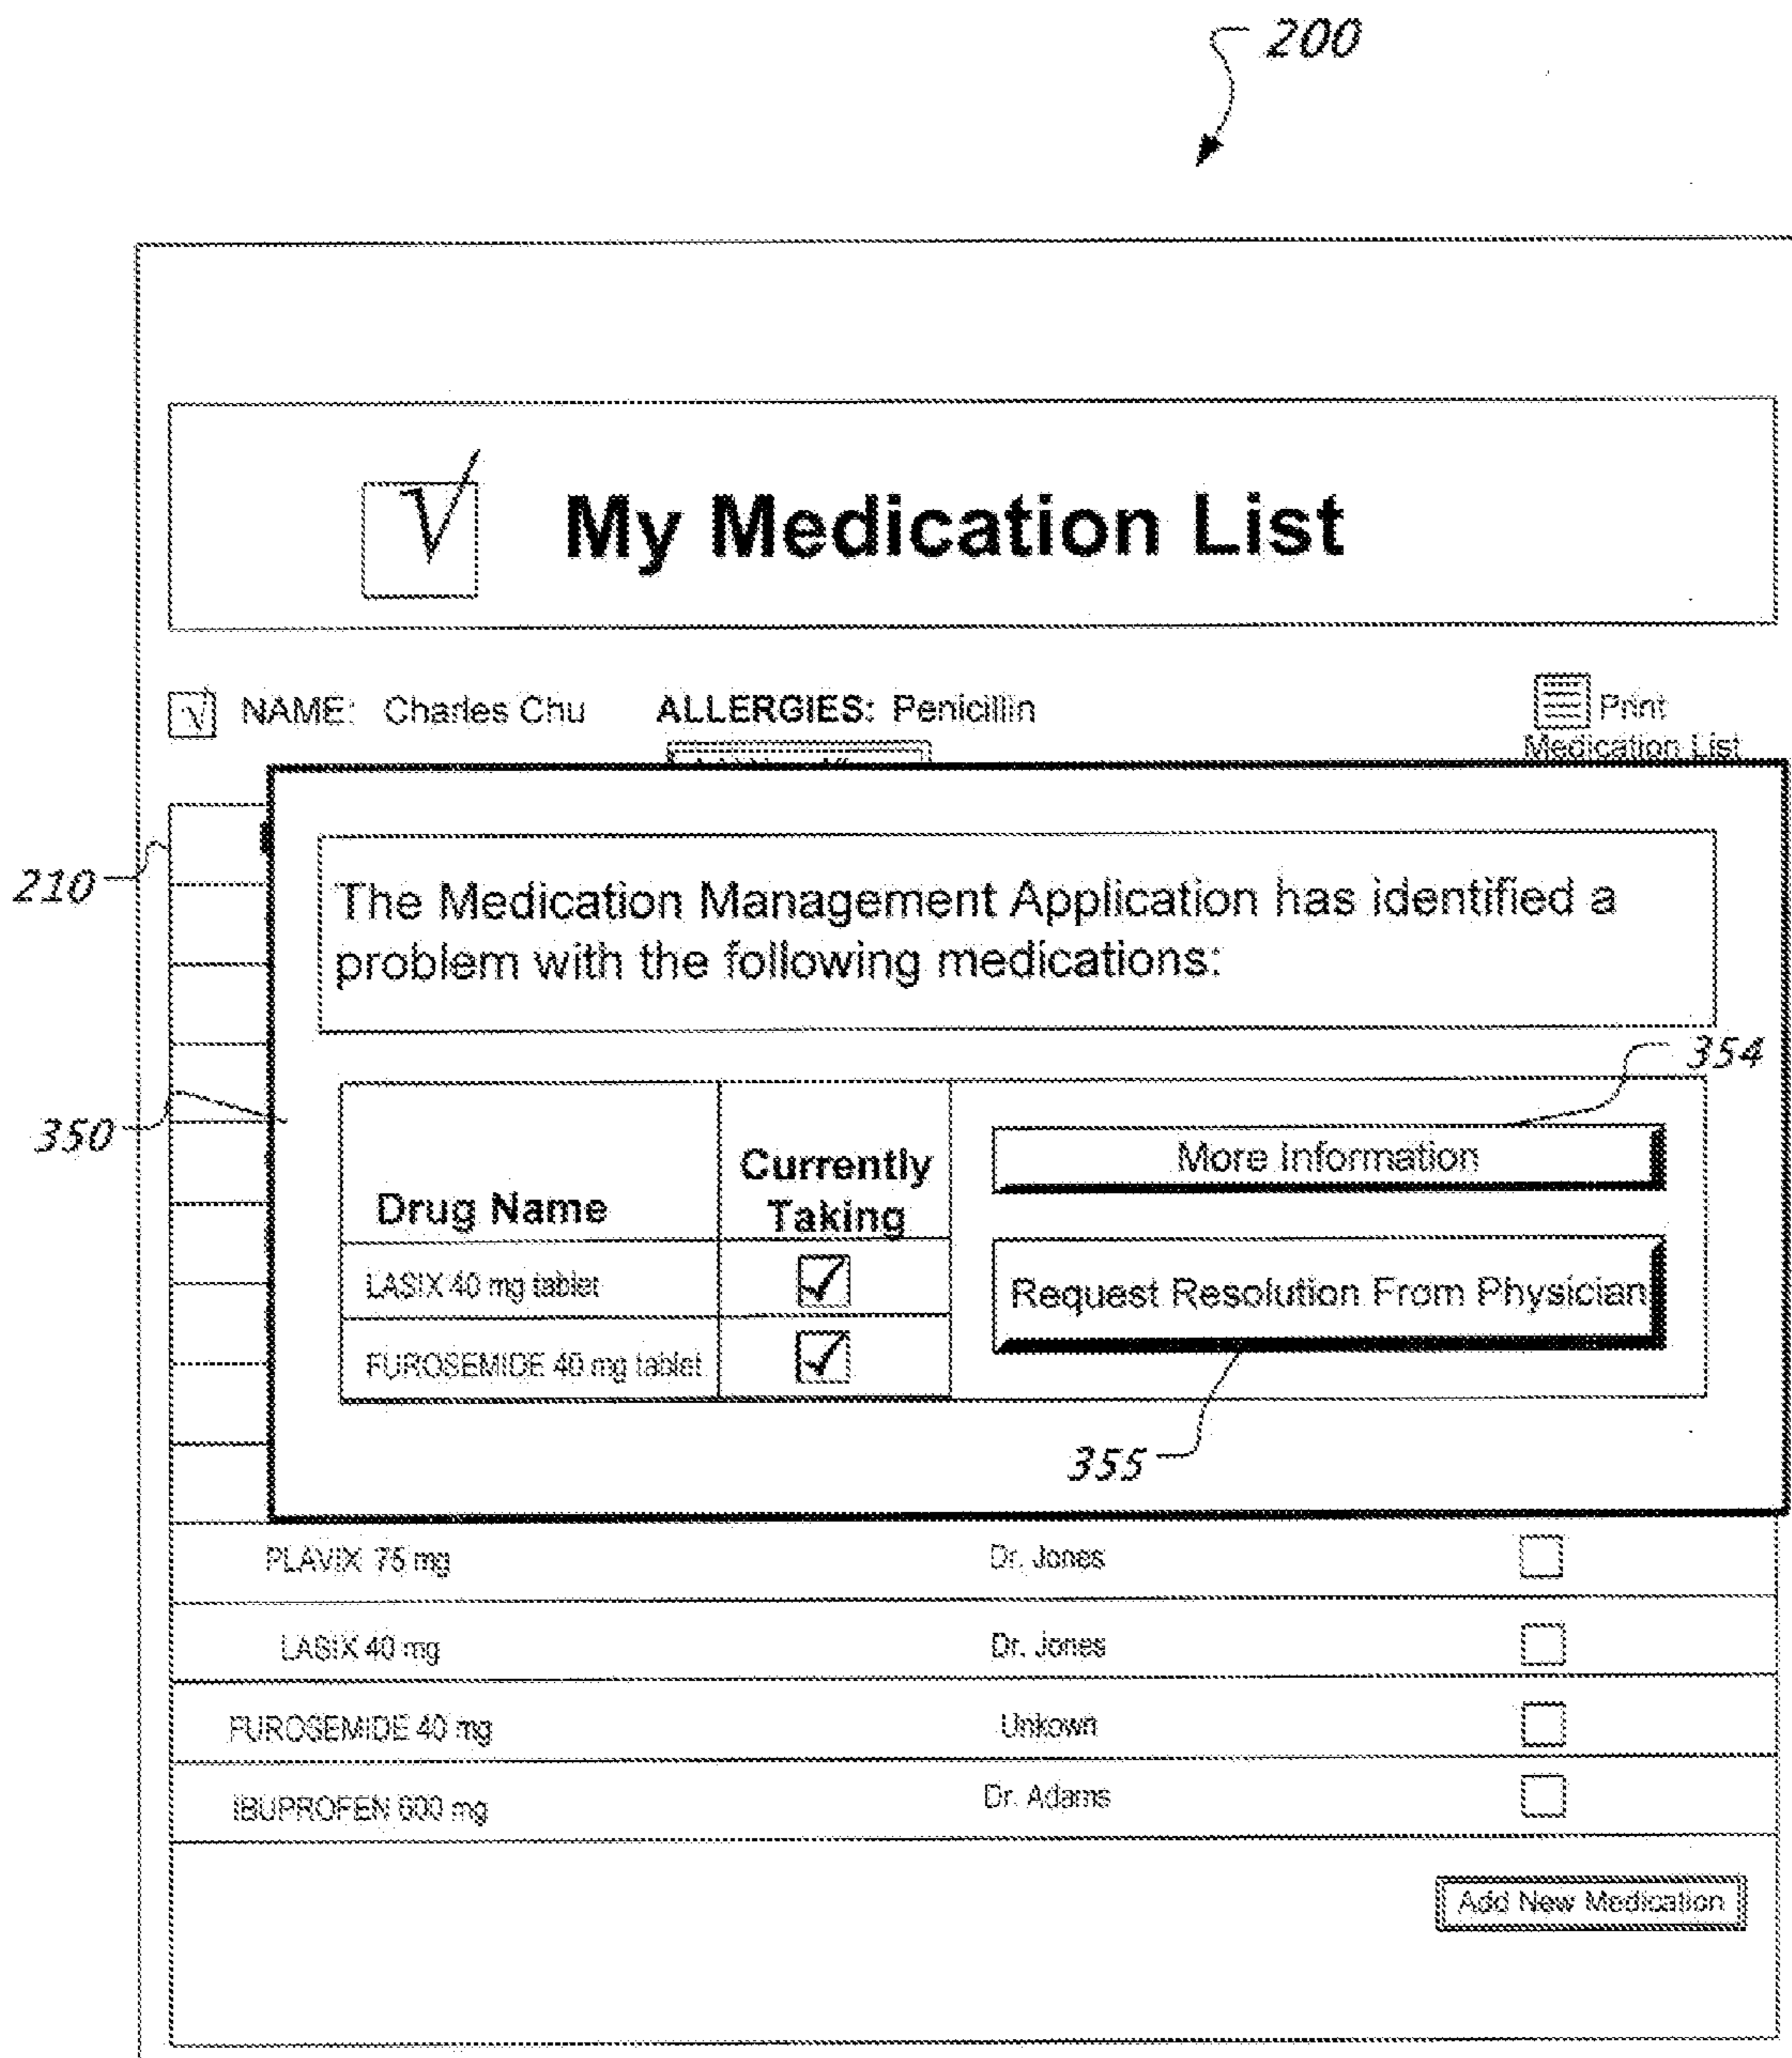 200
√ My Medication List
√ NAME: Charles Chu ALLERGIES: Penicillin Print
Medication List
210
The Medication Management Application has identified a
problem with the following medications:
354
350
More Information
Drug Name Currently
Taking
LASIX 40 mg tablet
Request Resolution From Physician
FUROSEMIDE 40 mg tablet
355
PLAVIX 75 mg Dr. Jones
LASIX 40 mg Dr. Jones
FUROSEMIDE 40 mg Unkown
IBUPROFEN 600 mg Dr. Adams
Add New Medication